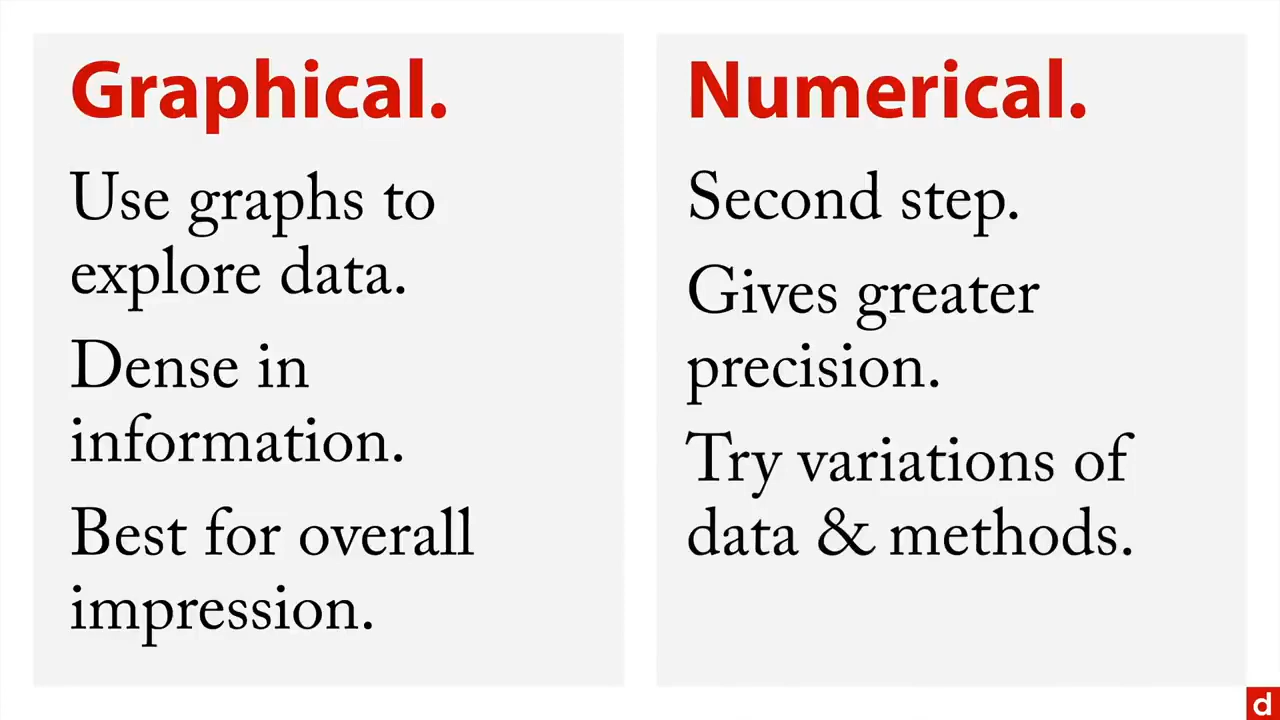 Graphical.
Use graphs to
explore data.
Dense in
information.
Best for overall
impression.
Numerical.
Second step.
Gives greater
precision.
Try variations of
data & methods.
d